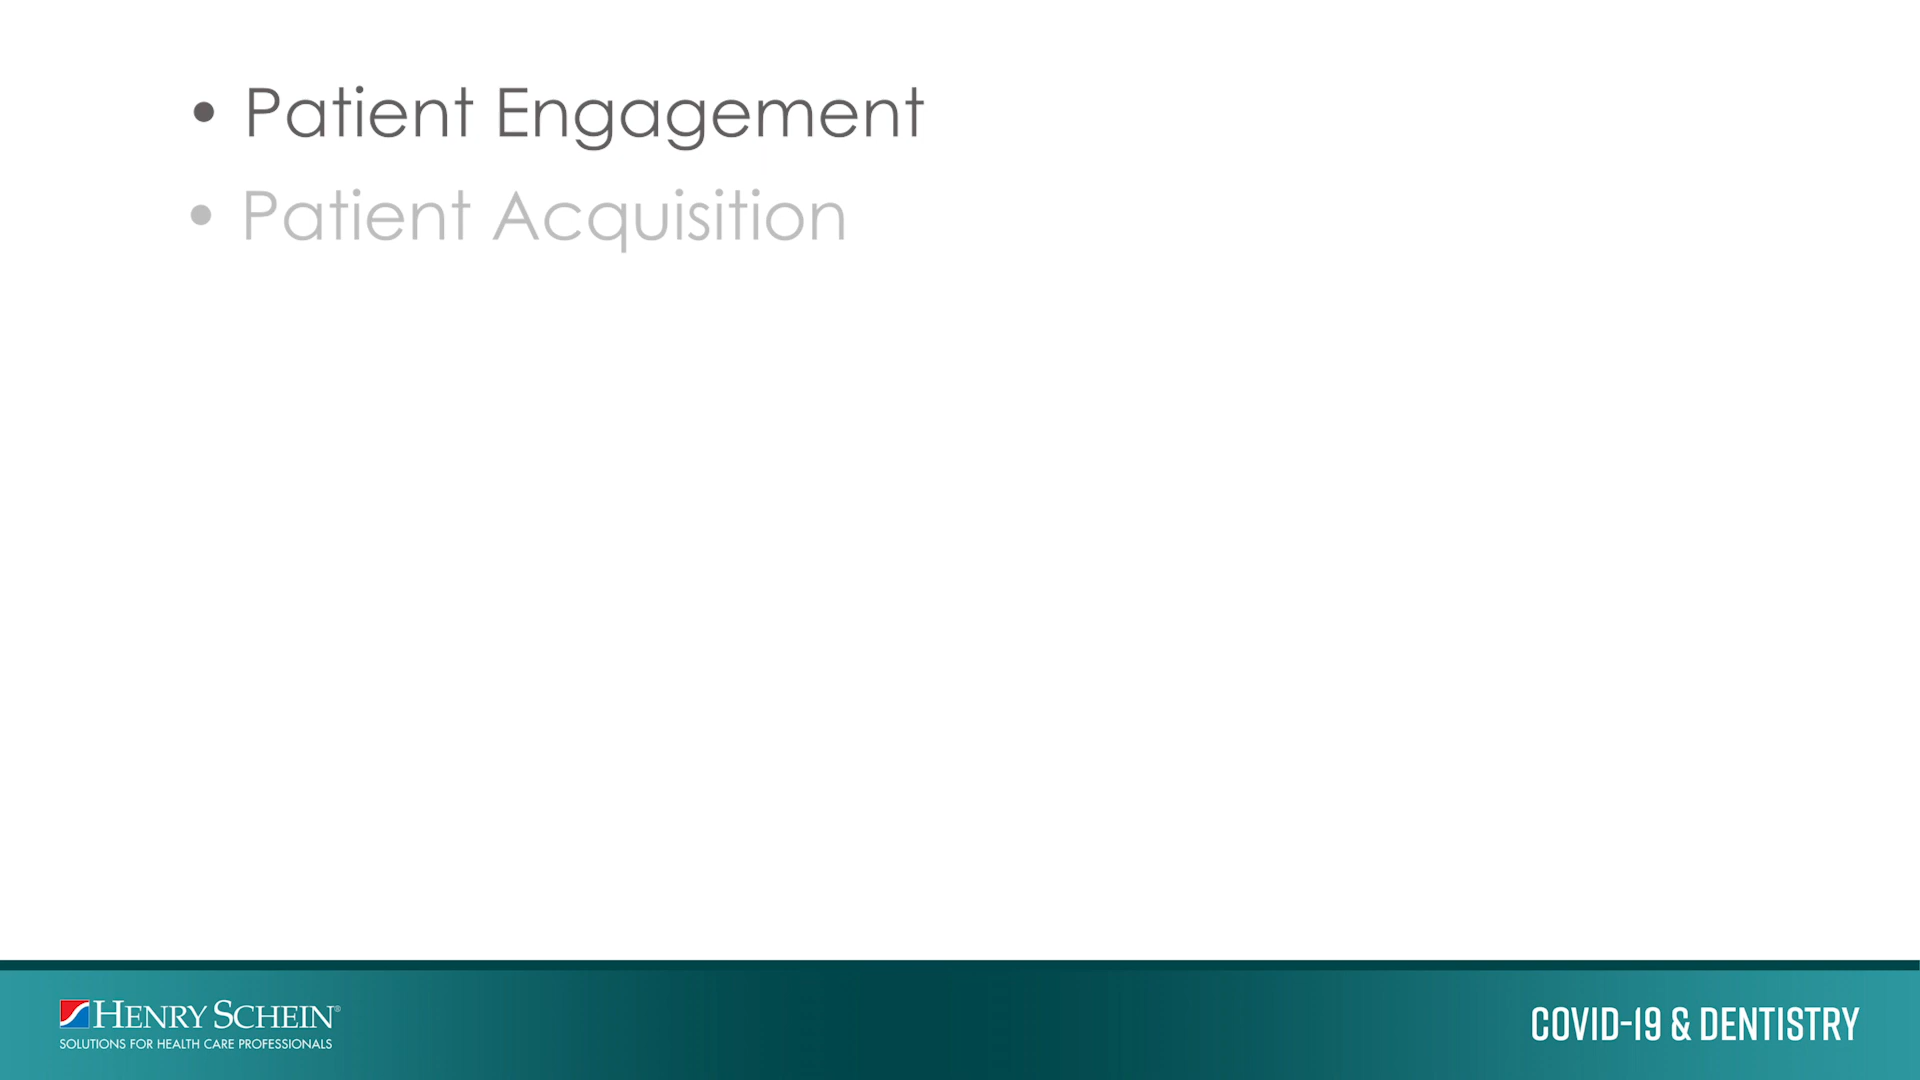 • Patient Engagement
• Patient Acquisition
HENRY SCHEIN®
SOLUTIONS FOR HEALTH CARE PROFESSIONALS
COVID-19 & DENTISTRY